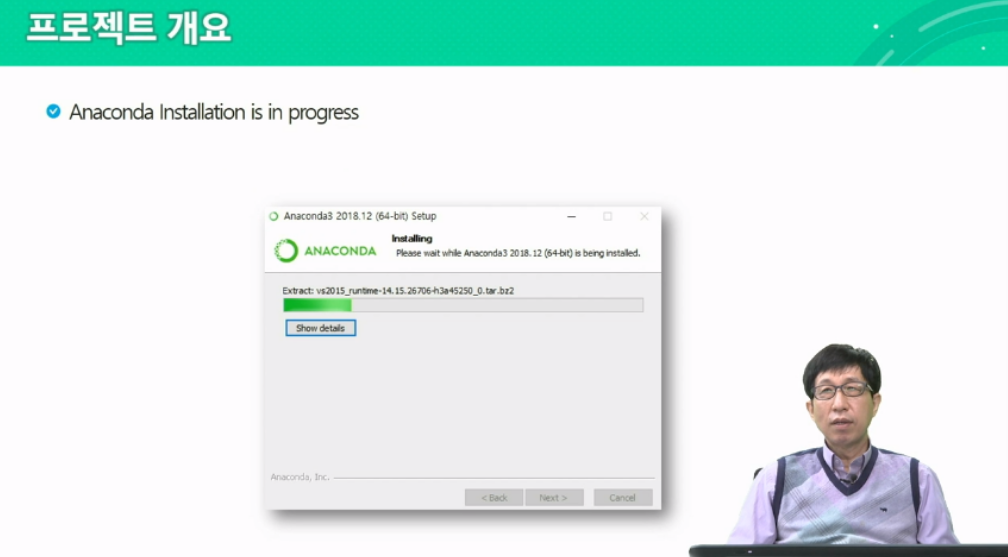 프로젝트 개요
Anaconda Installation is in progress
Anaconda3 2018.12 (64-bit) Setup
ANACONDA
Installing
Please wait while Anaconda3 2018.12 (64-bit) is being installed.
Extract: vs2015_runtime-14.15.26706-h3a45250_0.tar.bz2
Show details
Anaconda, Inc.
< Back Next > Cancel